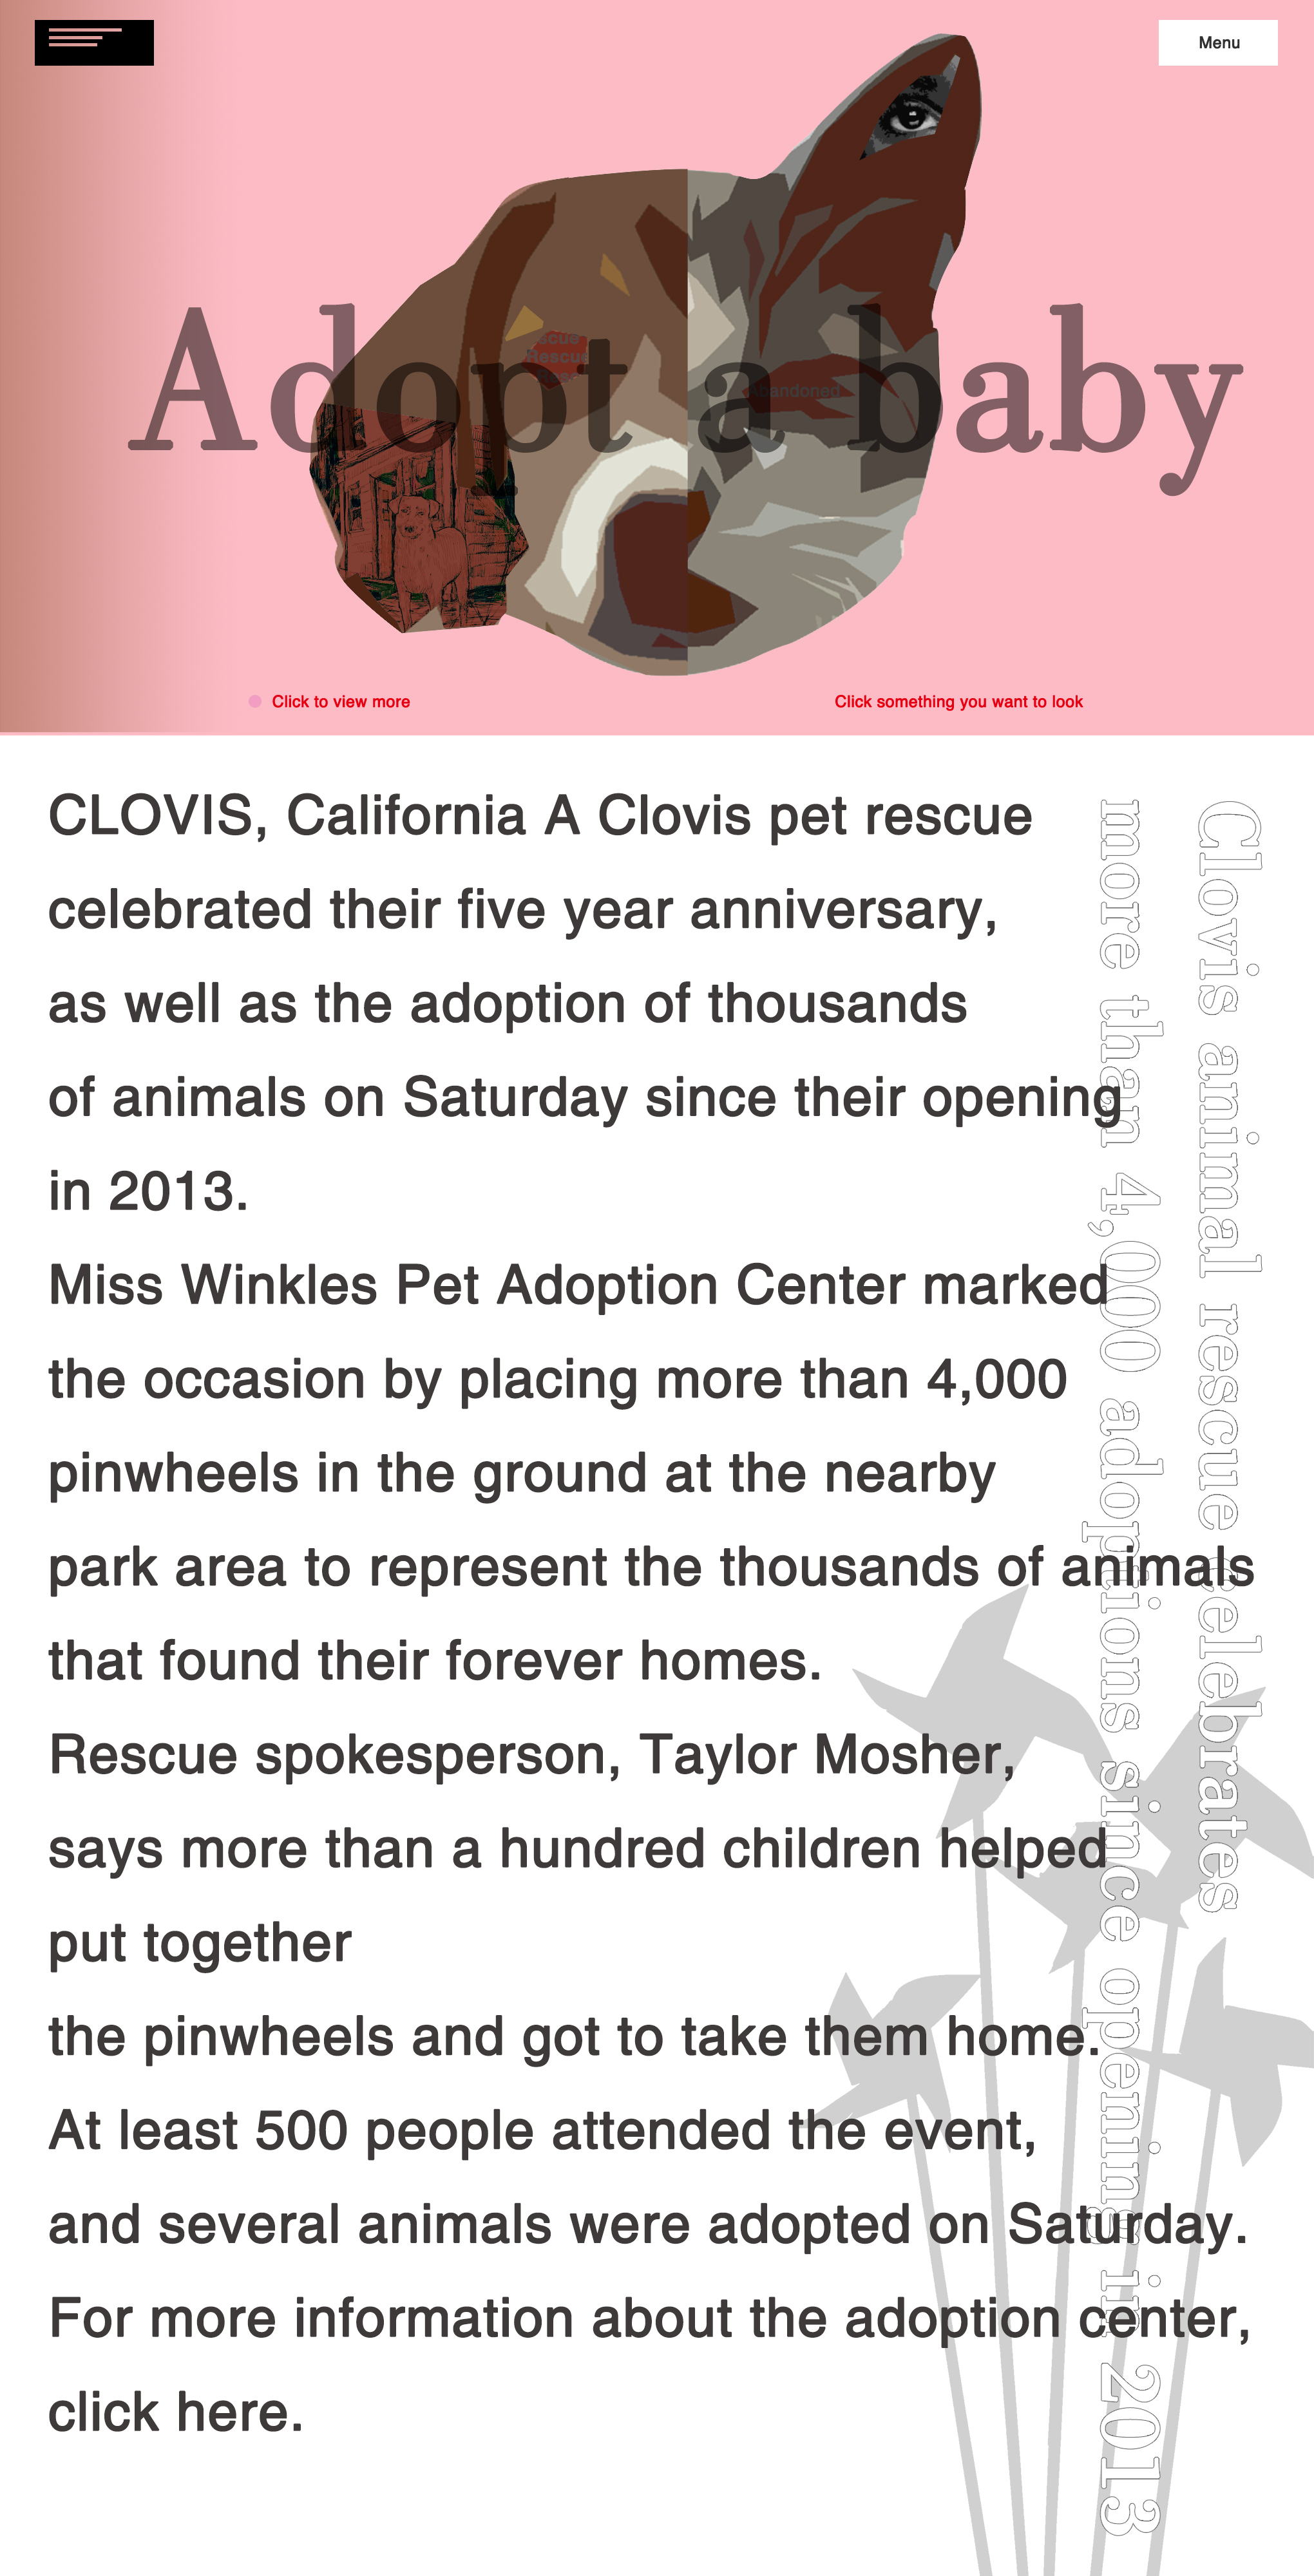 Menu
Adopt a baby
Rescue
Abandoned
Click to view more
Click something you want to look
CLOVIS, California A Clovis pet rescue
celebrated their five year anniversary,
as well as the adoption of thousands
of animals on Saturday since their opening
in 2013.
Miss Winkles Pet Adoption Center marked
the occasion by placing more than 4,000
pinwheels in the ground at the nearby
park area to represent the thousands of animals
that found their forever homes.
Rescue spokesperson, Taylor Mosher,
says more than a hundred children helped
put together
the pinwheels and got to take them home.
At least 500 people attended the event,
and several animals were adopted on Saturday.
For more information about the adoption center,
click here.
Clovis animal rescue celebrates
more than 4,000 adoptions since opening in 2013